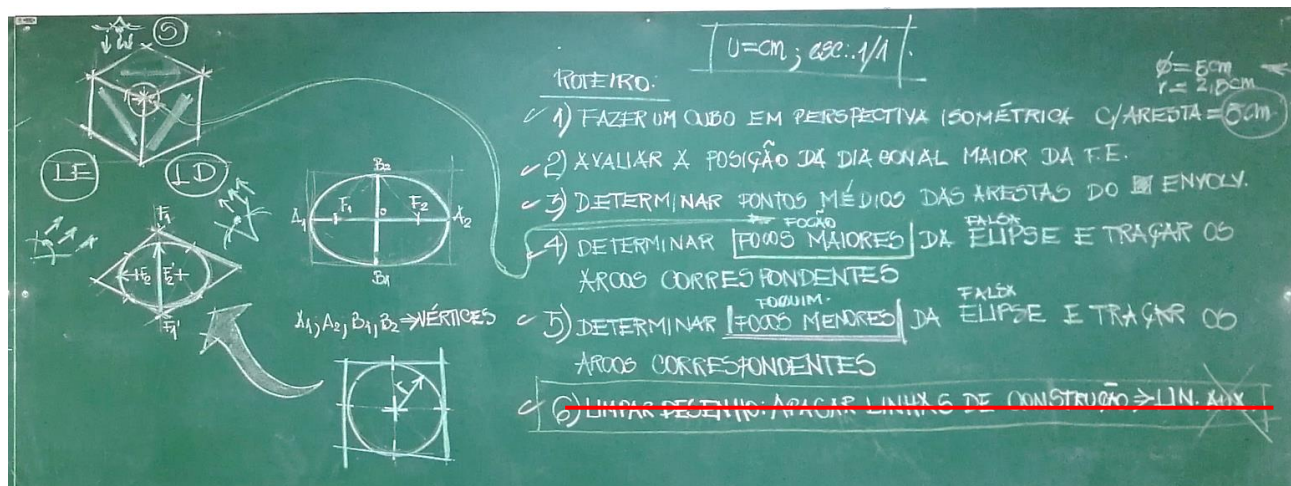 S
U=cm; esc.:1/1
Ø=5cm
r=2,5cm
ROTEIRO:
1) FAZER UM CUBO EM PERSPECTIVA ISOMÉTRICA C/ARESTA=5cm
LE
LD
2) AVALIAR A POSIÇÃO DA DIAGONAL MAIOR DA F.E.
3) DETERMINAR PONTOS MÉDIOS DAS ARESTAS DO ENVOLV.
B2
A1 F1 o F2 A2
B1
FOCÃO FALSA
4) DETERMINAR FOCOS MAIORES DA ELIPSE E TRAÇAR OS
ARCOS CORRESPONDENTES
F1
F2 F2'
F1'
A1, A2, B1, B2 ⇒ VÉRTICES
FOQUIM. FALSA
5) DETERMINAR FOCOS MENORES DA ELIPSE E TRAÇAR OS
ARCOS CORRESPONDENTES
r
6) LIMPAR DESENHO: APAGAR LINHAS DE CONSTRUÇÃO ⇒ LIN. AUX